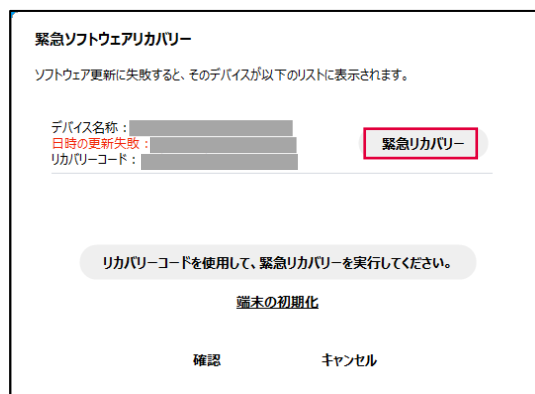 緊急ソフトウェアリカバリー
ソフトウェア更新に失敗すると、そのデバイスが以下のリストに表示されます。
デバイス名称：
日時の更新失敗：
リカバリーコード：
緊急リカバリー
リカバリーコードを使用して、緊急リカバリーを実行してください。
端末の初期化
確認
キャンセル